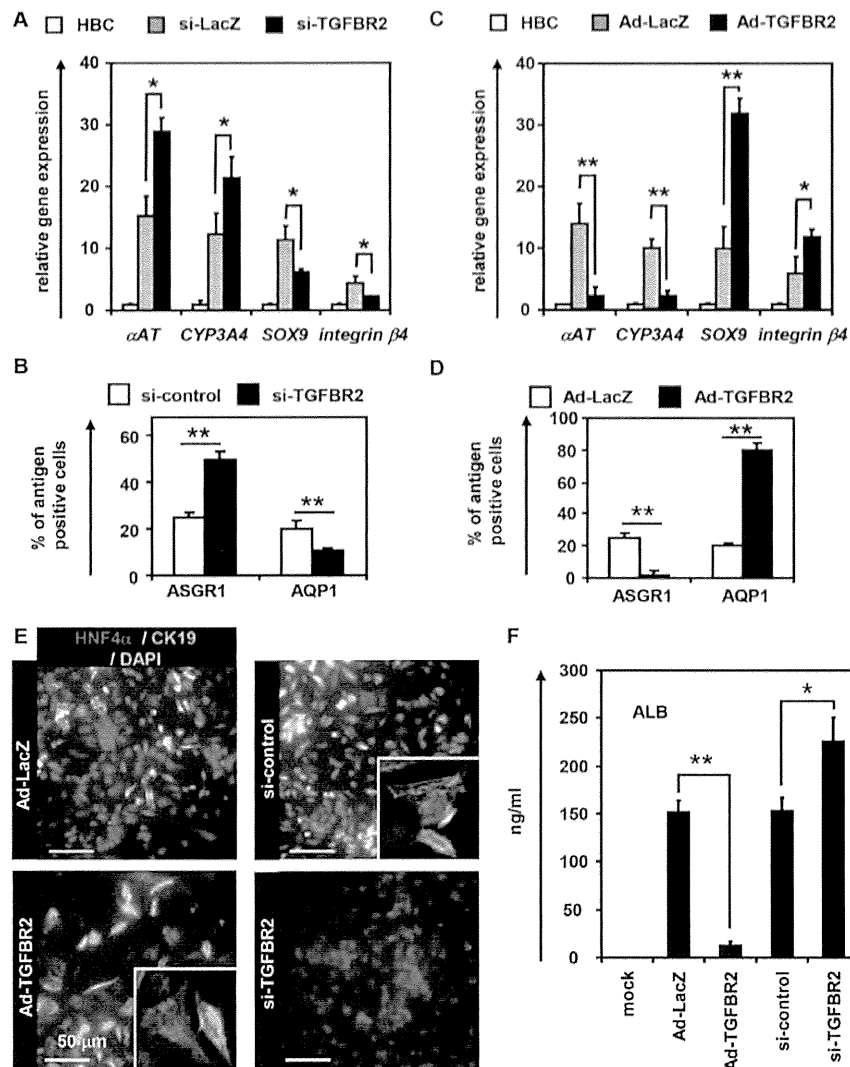 A
HBC si-LacZ si-TGFBR2
relative gene expression
40
30
20
10
0
* * * *
αAT CYP3A4 SOX9 integrin β4
C
HBC Ad-LacZ Ad-TGFBR2
relative gene expression
40
30
20
10
0
** ** ** *
αAT CYP3A4 SOX9 integrin β4
B
si-control si-TGFBR2
% of antigen
positive cells
60
40
20
0
** **
ASGR1 AQP1
D
Ad-LacZ Ad-TGFBR2
% of antigen
positive cells
100
80
60
40
20
0
** **
ASGR1 AQP1
E
HNF4α / CK19
/ DAPI
Ad-LacZ
si-control
Ad-TGFBR2
50 μm
si-TGFBR2
F
ALB
ng/ml
300
250
200
150
100
50
0
** *
mock Ad-LacZ Ad-TGFBR2 si-control si-TGFBR2